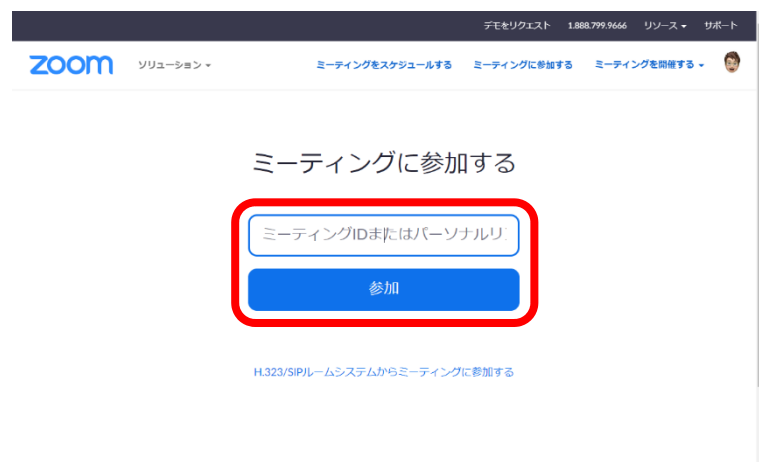 デモをリクエスト 1.888.799.9666 リソース サポート
zoom ソリューション ミーティングをスケジュールする ミーティングに参加する ミーティングを開催する
ミーティングに参加する
ミーティングIDまたはパーソナルリ
参加
H.323/SIPルームシステムからミーティングに参加する